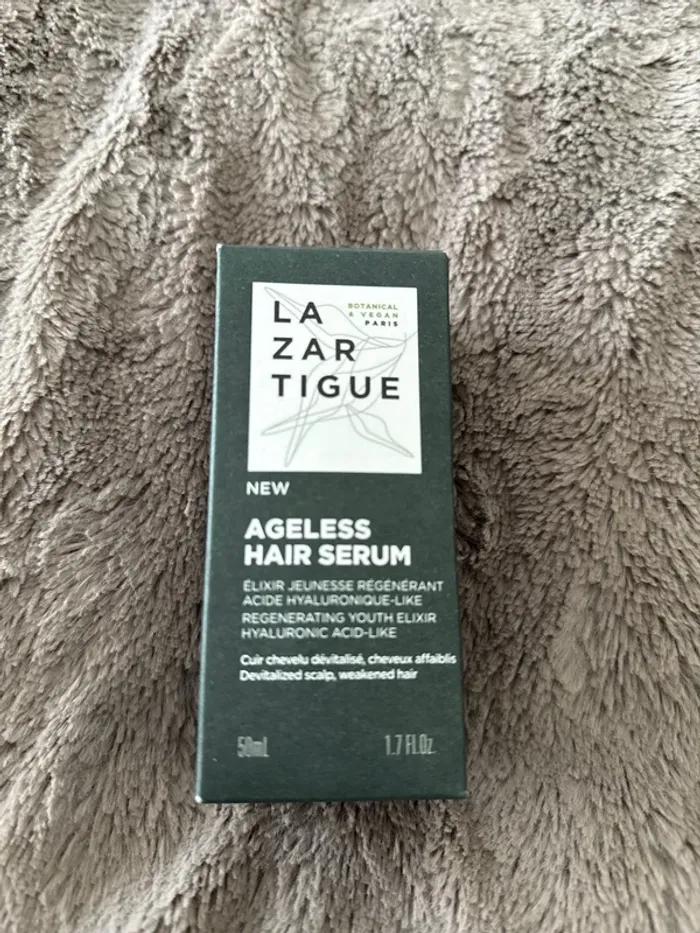 LA
ZAR
TIGUE
BOTANICAL
& VEGAN
PARIS
NEW
AGELESS
HAIR SERUM
ÉLIXIR JEUNESSE RÉGÉNÉRANT
ACIDE HYALURONIQUE-LIKE
REGENERATING YOUTH ELIXIR
HYALURONIC ACID-LIKE
Cuir chevelu dévitalisé, cheveux affaiblis
Devitalized scalp, weakened hair
50mL 1.7 Fl.Oz.